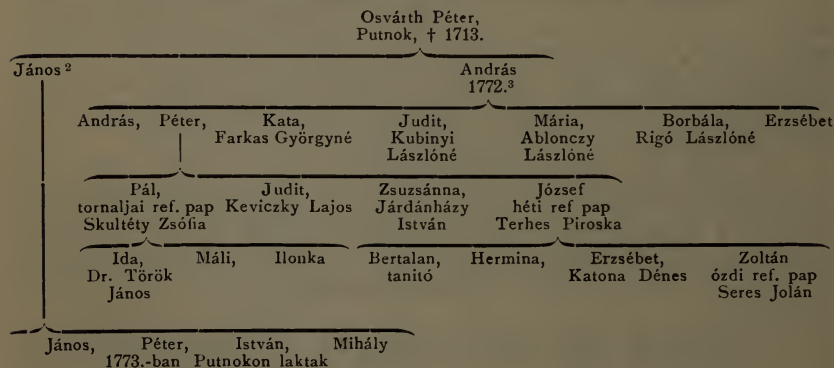 Osváth Péter,
Putnok, † 1713.
János ² András
1772.³
András, Péter, Kata, Judit, Mária, Borbála, Erzsébet
Farkas Györgyné Kubinyi Ablonczy Rigó Lászlóné
Lászlóné Lászlóné
Pál, Judit, Zsuzsánna, József
tornaljai ref. pap Keviczky Lajos Járdánházy héti ref pap
Skultéty Zsófia István Terhes Piroska
Ida, Máli, Ilonka Bertalan, Hermina, Erzsébet, Zoltán
Dr. Török tanitó Katona Dénes ózdi ref. pap
János Seres Jolán
János, Péter, István, Mihály
1773.-ban Putnokon laktak